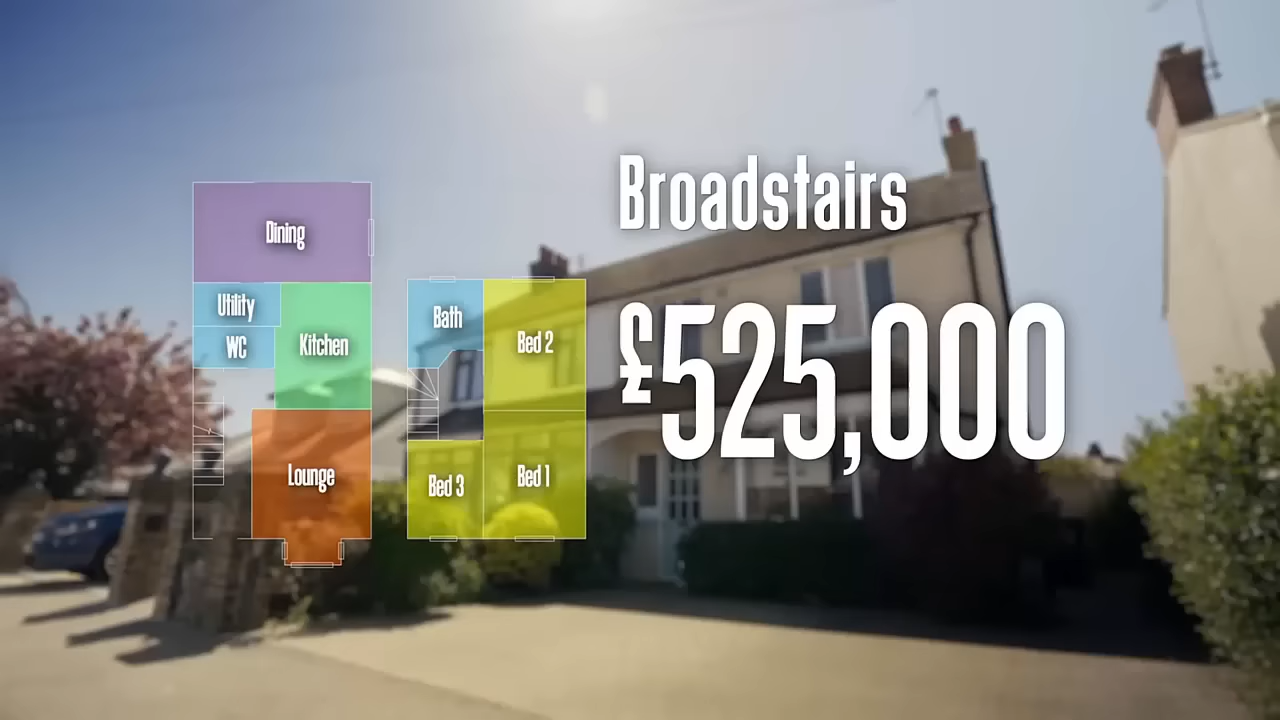 Broadstairs
£525,000
Dining
Utility
WC
Kitchen
Lounge
Bath
Bed 2
Bed 3
Bed 1